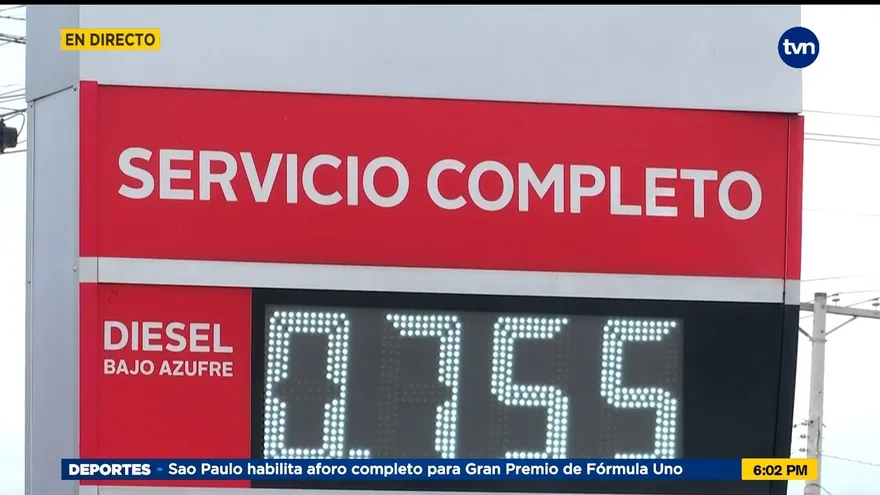 EN DIRECTO
tvn
SERVICIO COMPLETO
DIESEL
BAJO AZUFRE
0.755
DEPORTES - Sao Paulo habilita aforo completo para Gran Premio de Fórmula Uno
6:02 PM